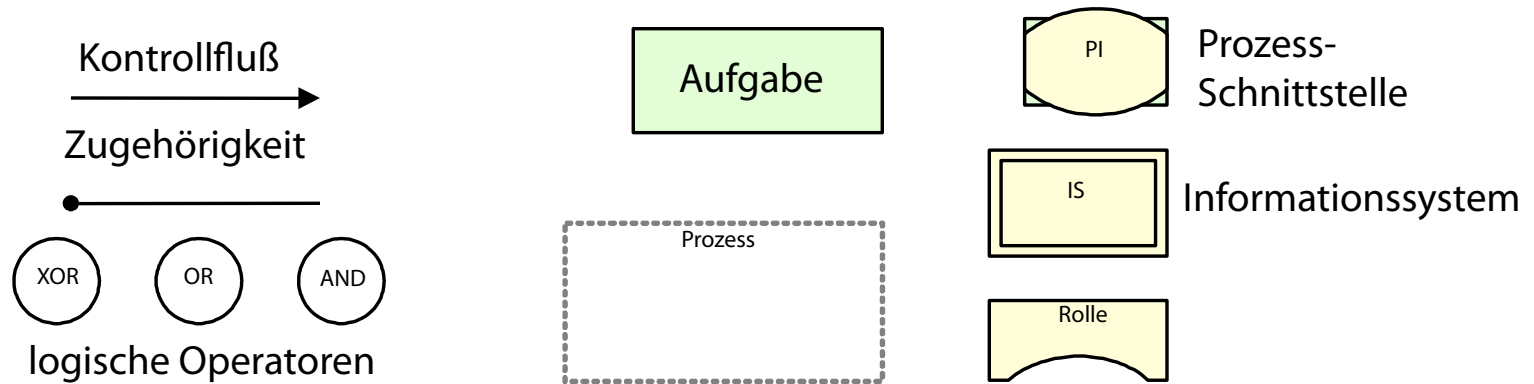 Kontrollfluß
Zugehörigkeit
XOR
OR
AND
logische Operatoren
Aufgabe
Prozess
PI
Prozess-
Schnittstelle
IS
Informationssystem
Rolle